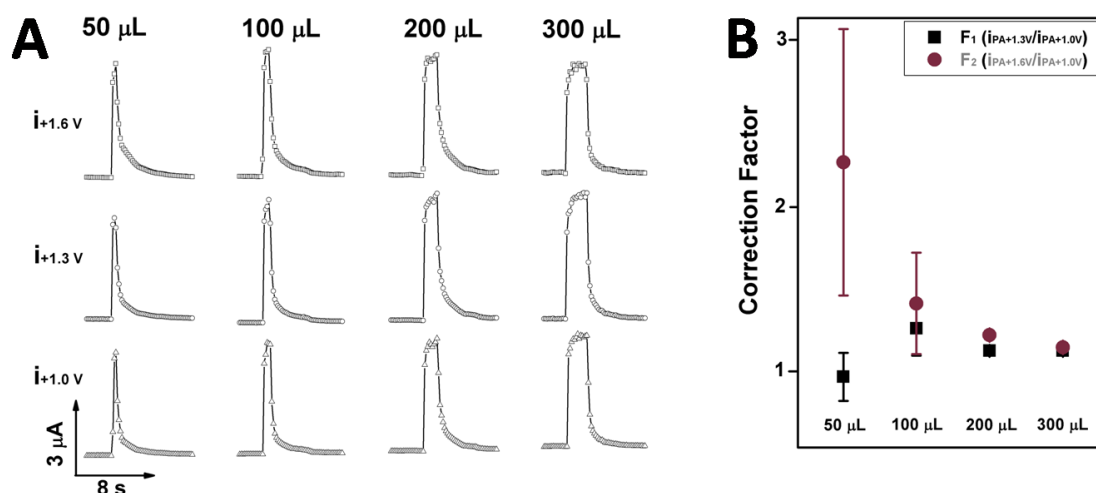 A
50 μL 100 μL 200 μL 300 μL
i+1.6 V
i+1.3 V
i+1.0 V
3 μA
8 s
B
F1 (iPA+1.3V/iPA+1.0V)
F2 (iPA+1.6V/iPA+1.0V)
Correction Factor
3
2
1
50 μL 100 μL 200 μL 300 μL